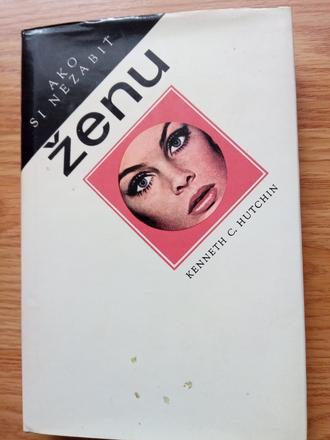 AKO
SI NEZABIŤ
ženu
KENNETH C. HUTCHIN